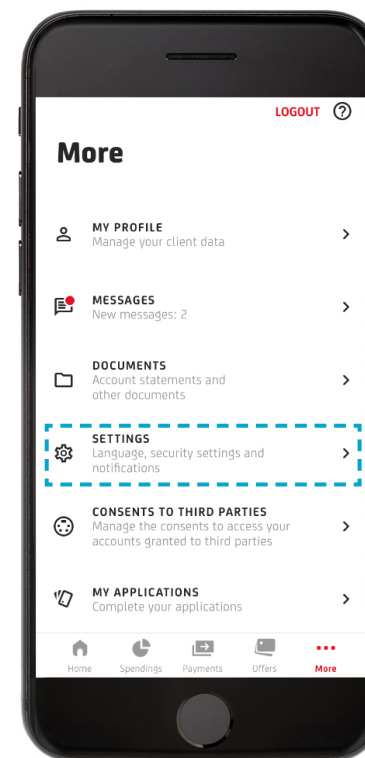 LOGOUT
More
MY PROFILE
Manage your client data
MESSAGES
New messages: 2
DOCUMENTS
Account statements and
other documents
SETTINGS
Language, security settings and
notifications
CONSENTS TO THIRD PARTIES
Manage the consents to access your
accounts granted to third parties
MY APPLICATIONS
Complete your applications
Home Spendings Payments Offers More